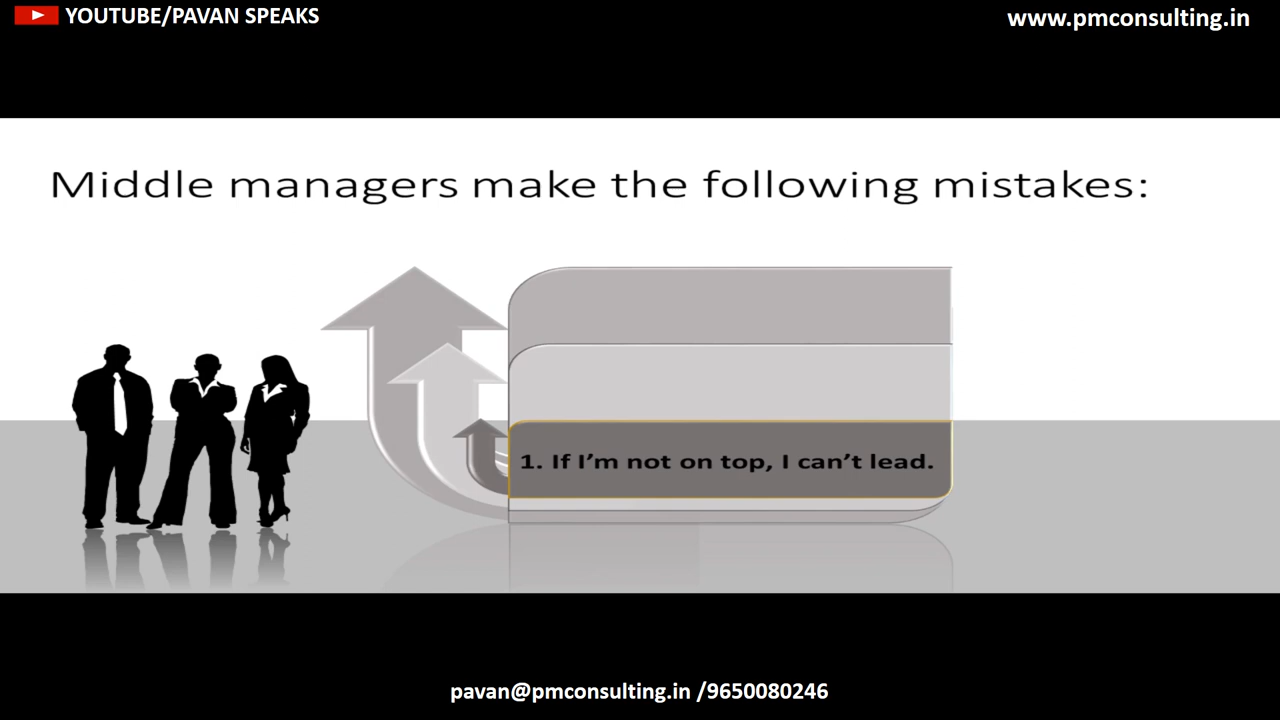 YOUTUBE/PAVAN SPEAKS
www.pmconsulting.in
Middle managers make the following mistakes:
1. If I’m not on top, I can’t lead.
pavan@pmconsulting.in /9650080246